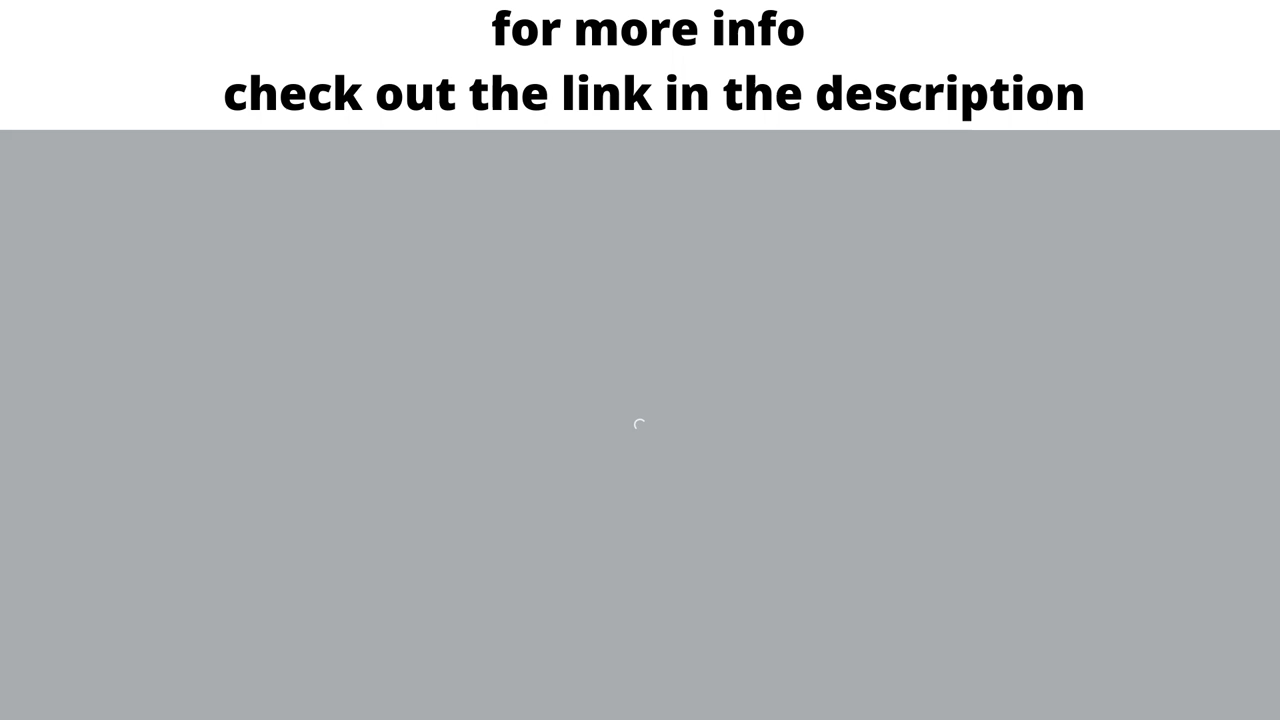 for more info
check out the link in the description